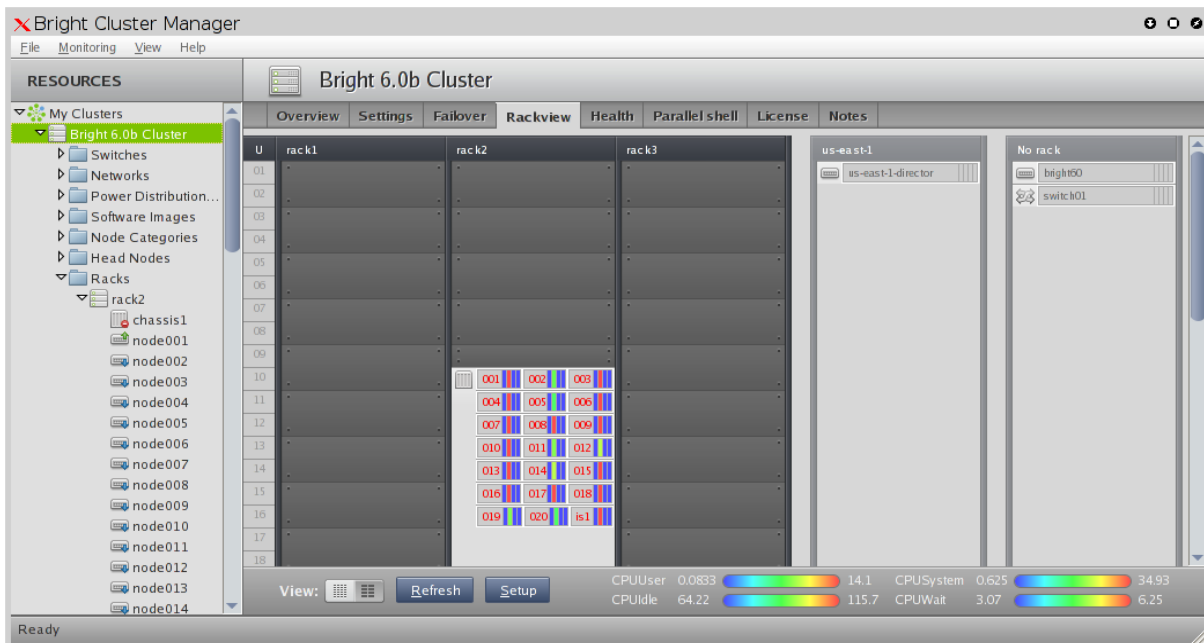 Bright Cluster Manager
File Monitoring View Help
RESOURCES
Bright 6.0b Cluster
My Clusters
Bright 6.0b Cluster
Switches
Networks
Power Distribution...
Software Images
Node Categories
Head Nodes
Racks
rack2
chassis1
node001
node002
node003
node004
node005
node006
node007
node008
node009
node010
node011
node012
node013
node014
Overview Settings Failover Rackview Health Parallel shell License Notes
U rack1 rack2 rack3 us-east-1 No rack
01
02
03
04
05
06
07
08
09
10
11
12
13
14
15
16
17
18
001 002 003
004 005 006
007 008 009
010 011 012
013 014 015
016 017 018
019 020 is1
us-east-1-director
bright60
switch01
View: Refresh Setup
CPUUser 0.0833 14.1 CPUSystem 0.625 34.93
CPUIdle 64.22 115.7 CPUWait 3.07 6.25
Ready